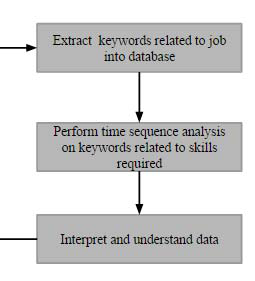 Extract keywords related to job
into database
Perform time sequence analysis
on keywords related to skills
required
Interpret and understand data